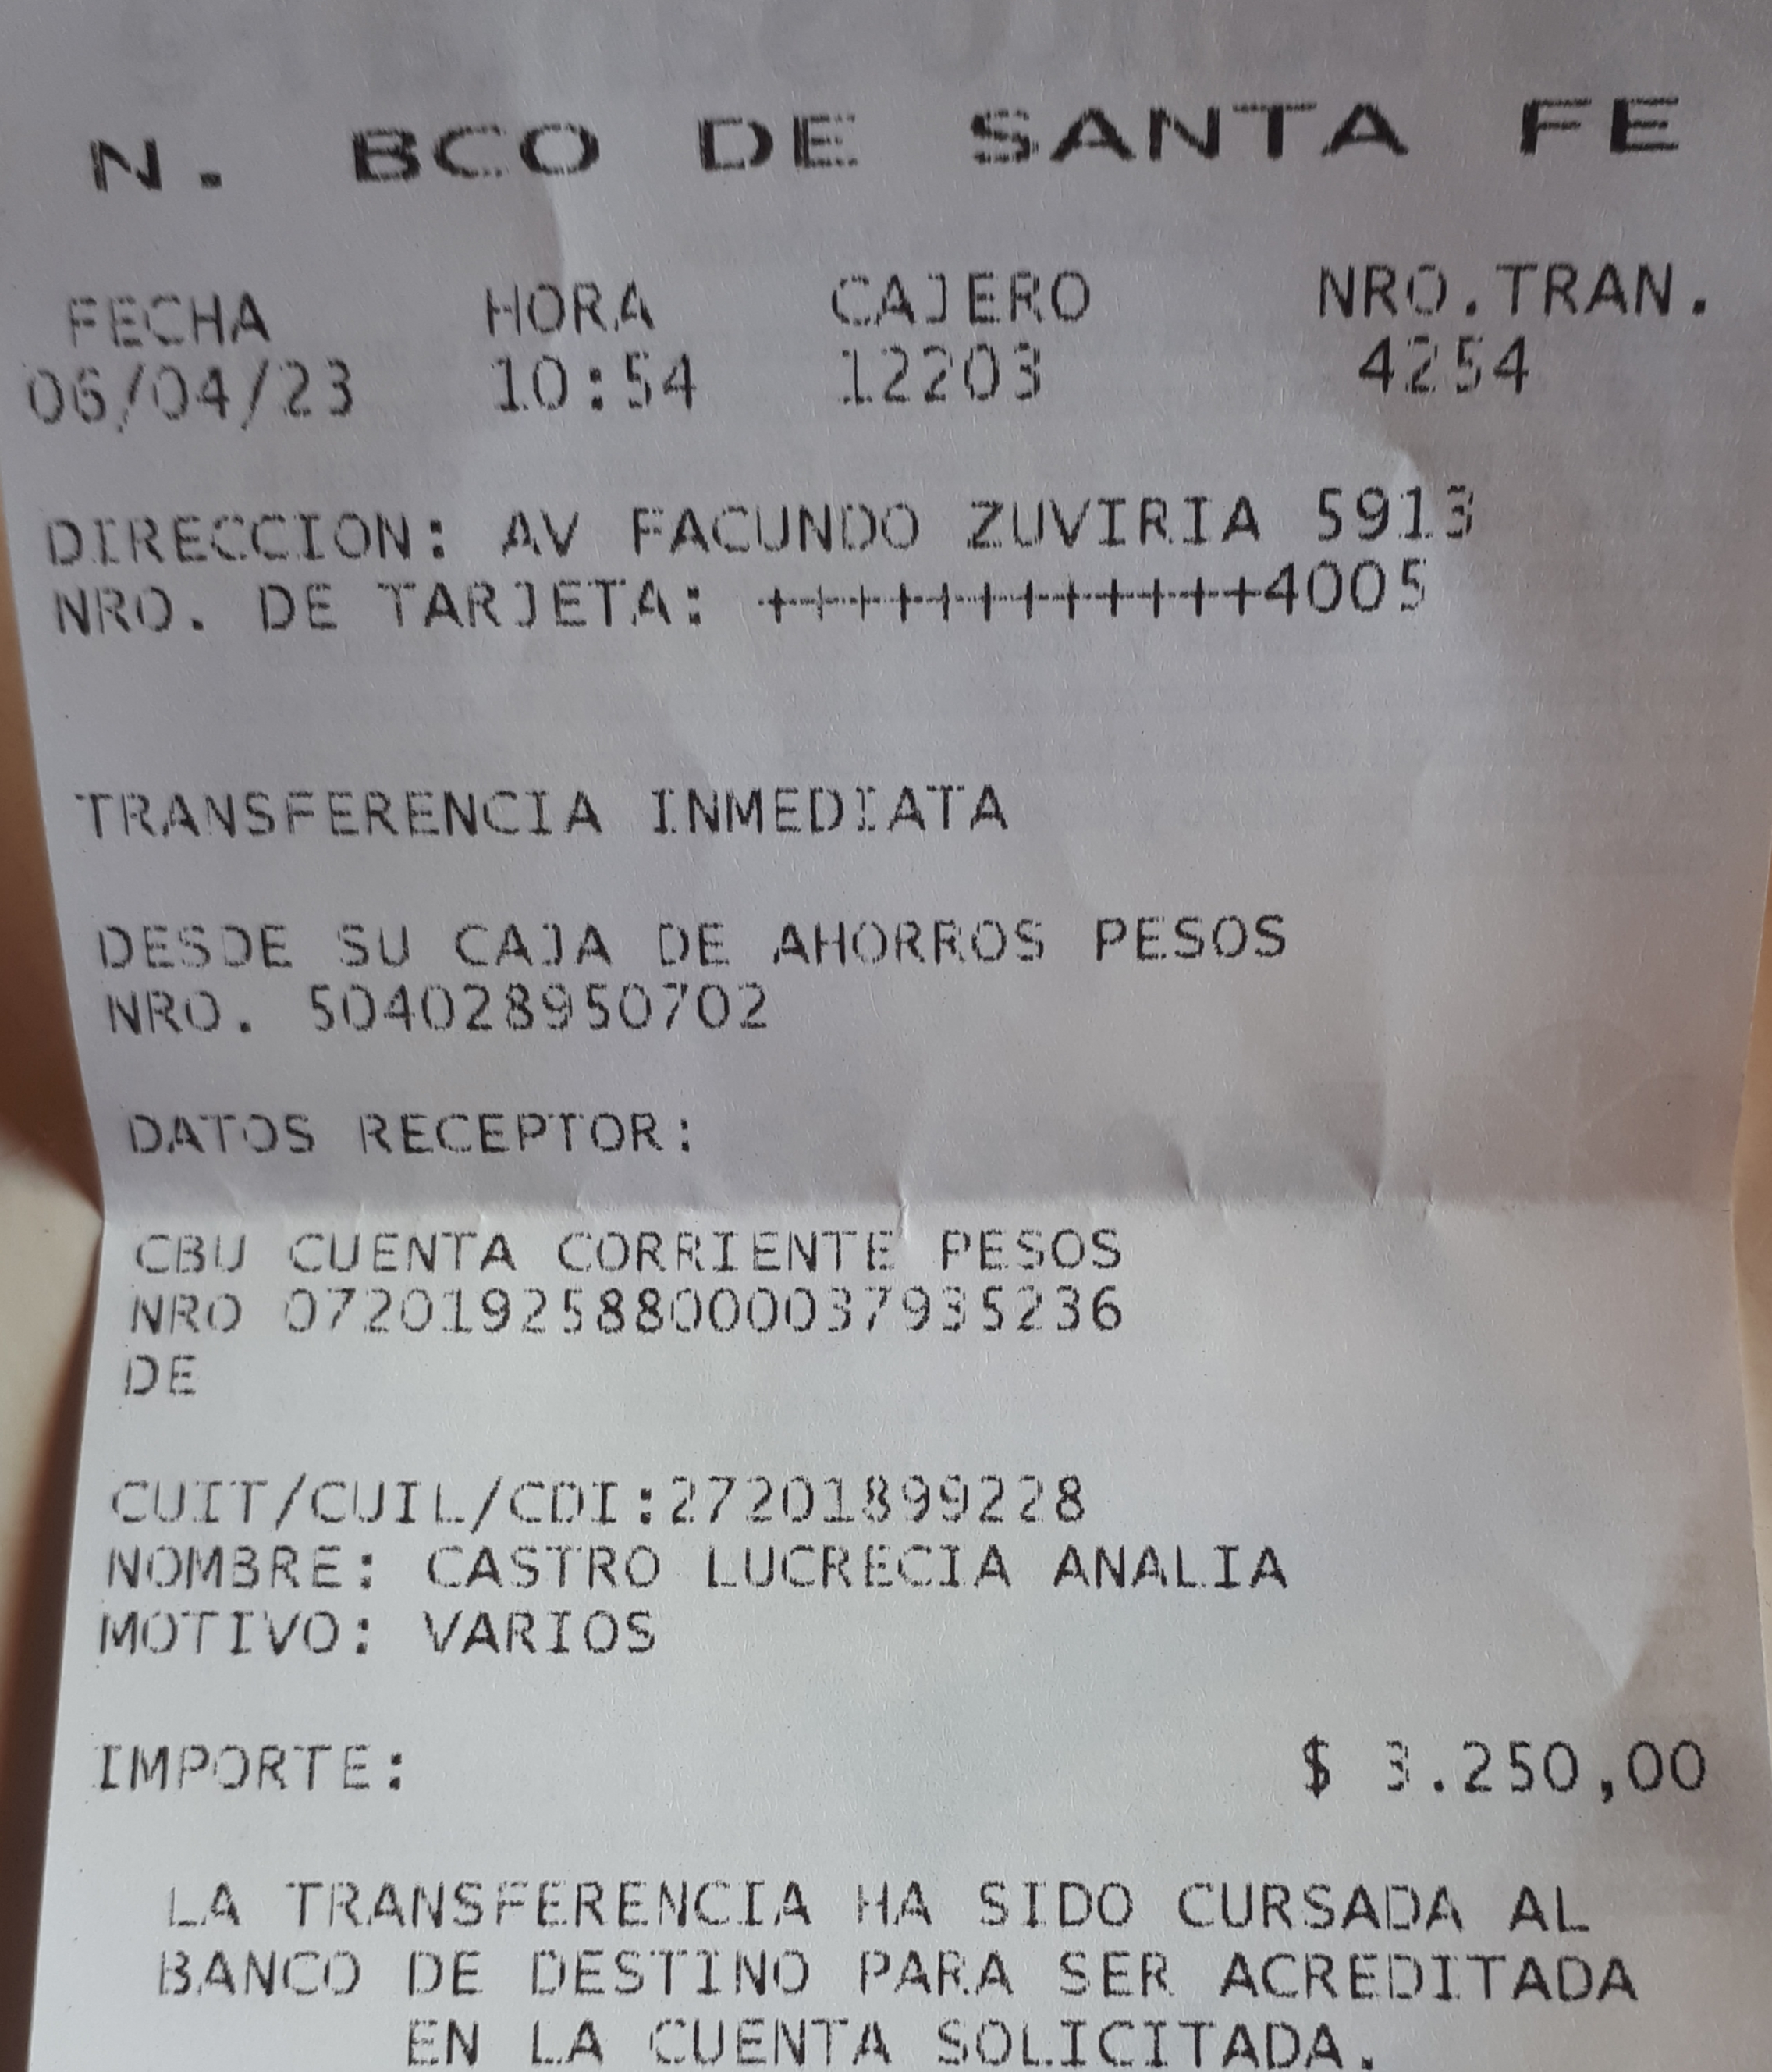 N. BCO DE SANTA FE
FECHA HORA CAJERO NRO.TRAN.
06/04/23 10:54 12203 4254
DIRECCION: AV FACUNDO ZUVIRIA 5913
NRO. DE TARJETA: ++++++++++++4005
TRANSFERENCIA INMEDIATA
DESDE SU CAJA DE AHORROS PESOS
NRO. 504028950702
DATOS RECEPTOR:
CBU CUENTA CORRIENTE PESOS
NRO 0720192588000037935236
DE
CUIT/CUIL/CDI:27201899228
NOMBRE: CASTRO LUCRECIA ANALIA
MOTIVO: VARIOS
IMPORTE: $ 3.250,00
LA TRANSFERENCIA HA SIDO CURSADA AL
BANCO DE DESTINO PARA SER ACREDITADA
EN LA CUENTA SOLICITADA.